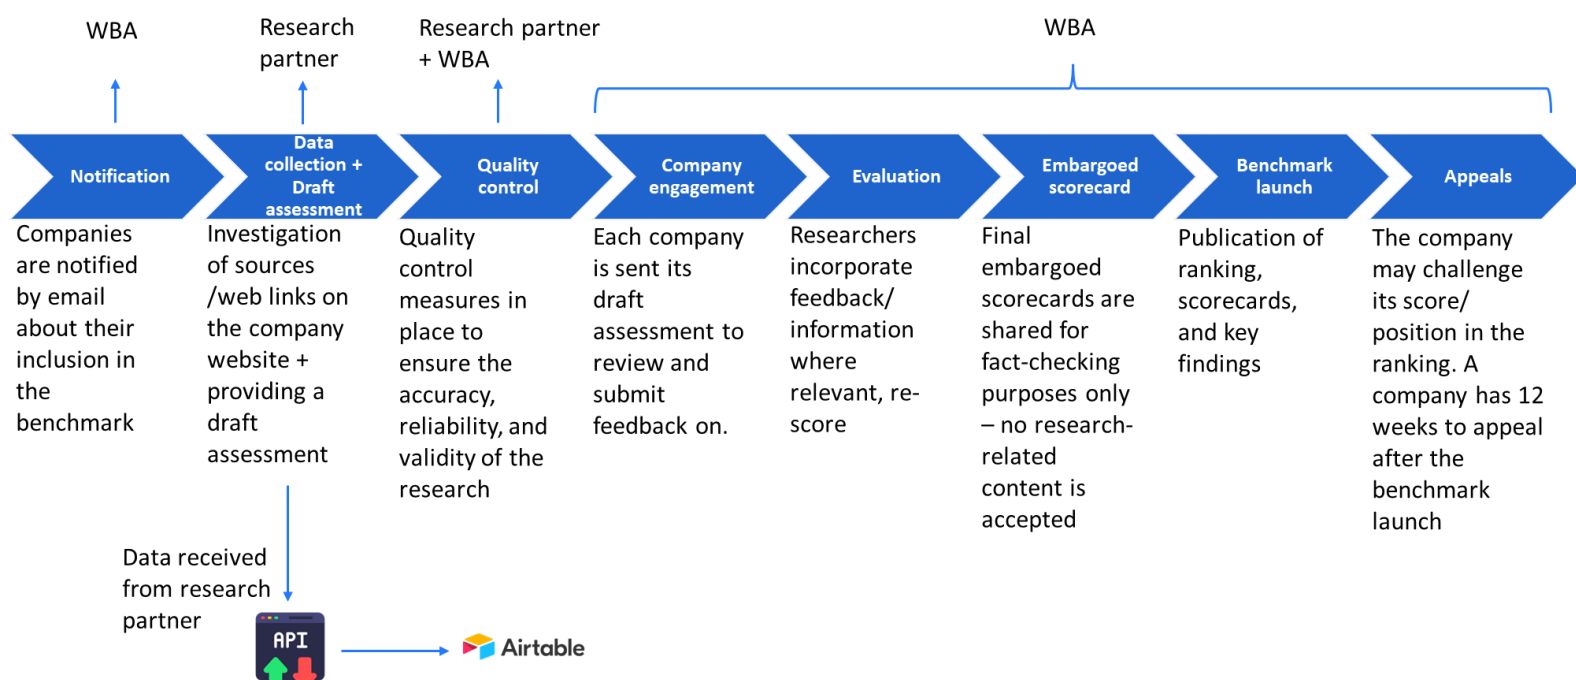 WBA
Research
partner
Research partner
+ WBA
WBA
Notification
Data
collection +
Draft
assessment
Quality
control
Company
engagement
Evaluation
Embargoed
scorecard
Benchmark
launch
Appeals
Companies
are notified
by email
about their
inclusion in
the
benchmark
Investigation
of sources
/web links on
the company
website +
providing a
draft
assessment
Quality
control
measures in
place to
ensure the
accuracy,
reliability, and
validity of the
research
Each company
is sent its
draft
assessment to
review and
submit
feedback on.
Researchers
incorporate
feedback/
information
where
relevant, re-
score
Final
embargoed
scorecards are
shared for
fact-checking
purposes only
– no research-
related
content is
accepted
Publication of
ranking,
scorecards,
and key
findings
The company
may challenge
its score/
position in the
ranking. A
company has 12
weeks to appeal
after the
benchmark
launch
Data received
from research
partner
API
Airtable